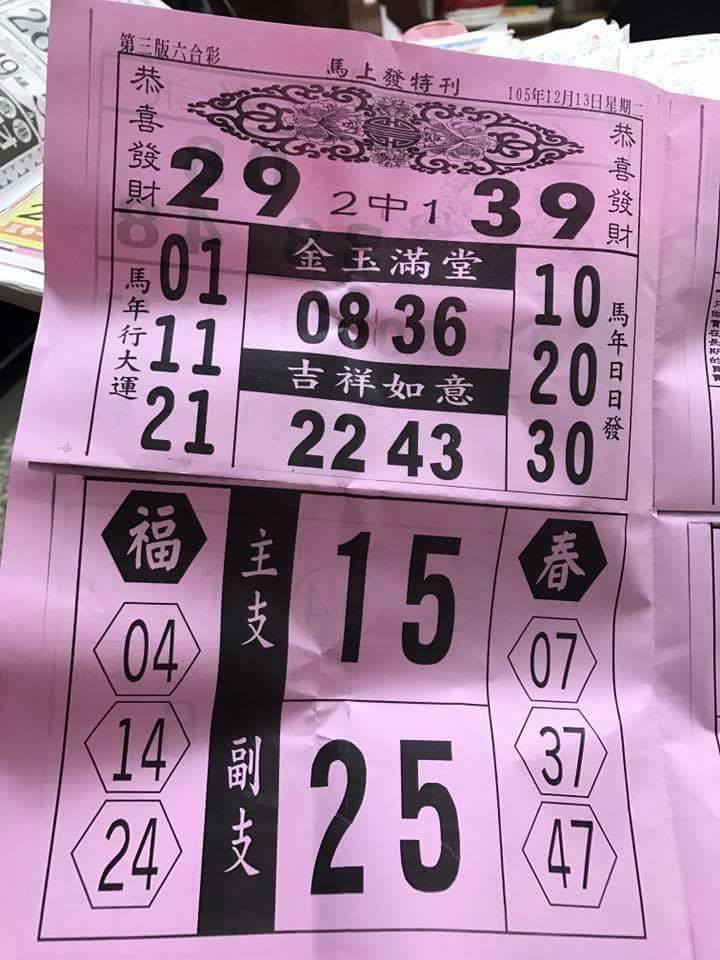 第三版六合彩
馬上發特刊
105年12月13日星期二
恭喜發財
29 2中1 39
恭喜發財
馬年行大運
01
11
21
金玉滿堂
08 36
吉祥如意
22 43
10
20
30
馬年日日發
福
04
14
24
主支
15
副支
25
春
07
37
47